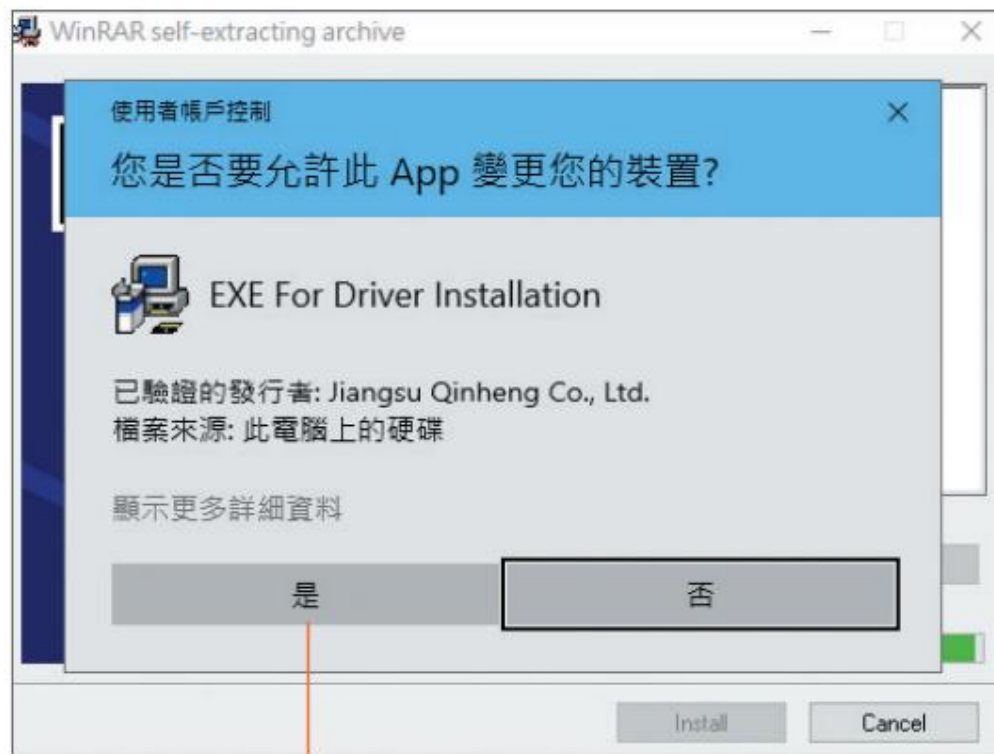 WinRAR self-extracting archive
使用者帳戶控制
您是否要允許此 App 變更您的裝置?
EXE For Driver Installation
已驗證的發行者: Jiangsu Qinheng Co., Ltd.
檔案來源: 此電腦上的硬碟
顯示更多詳細資料
是
否
Install
Cancel